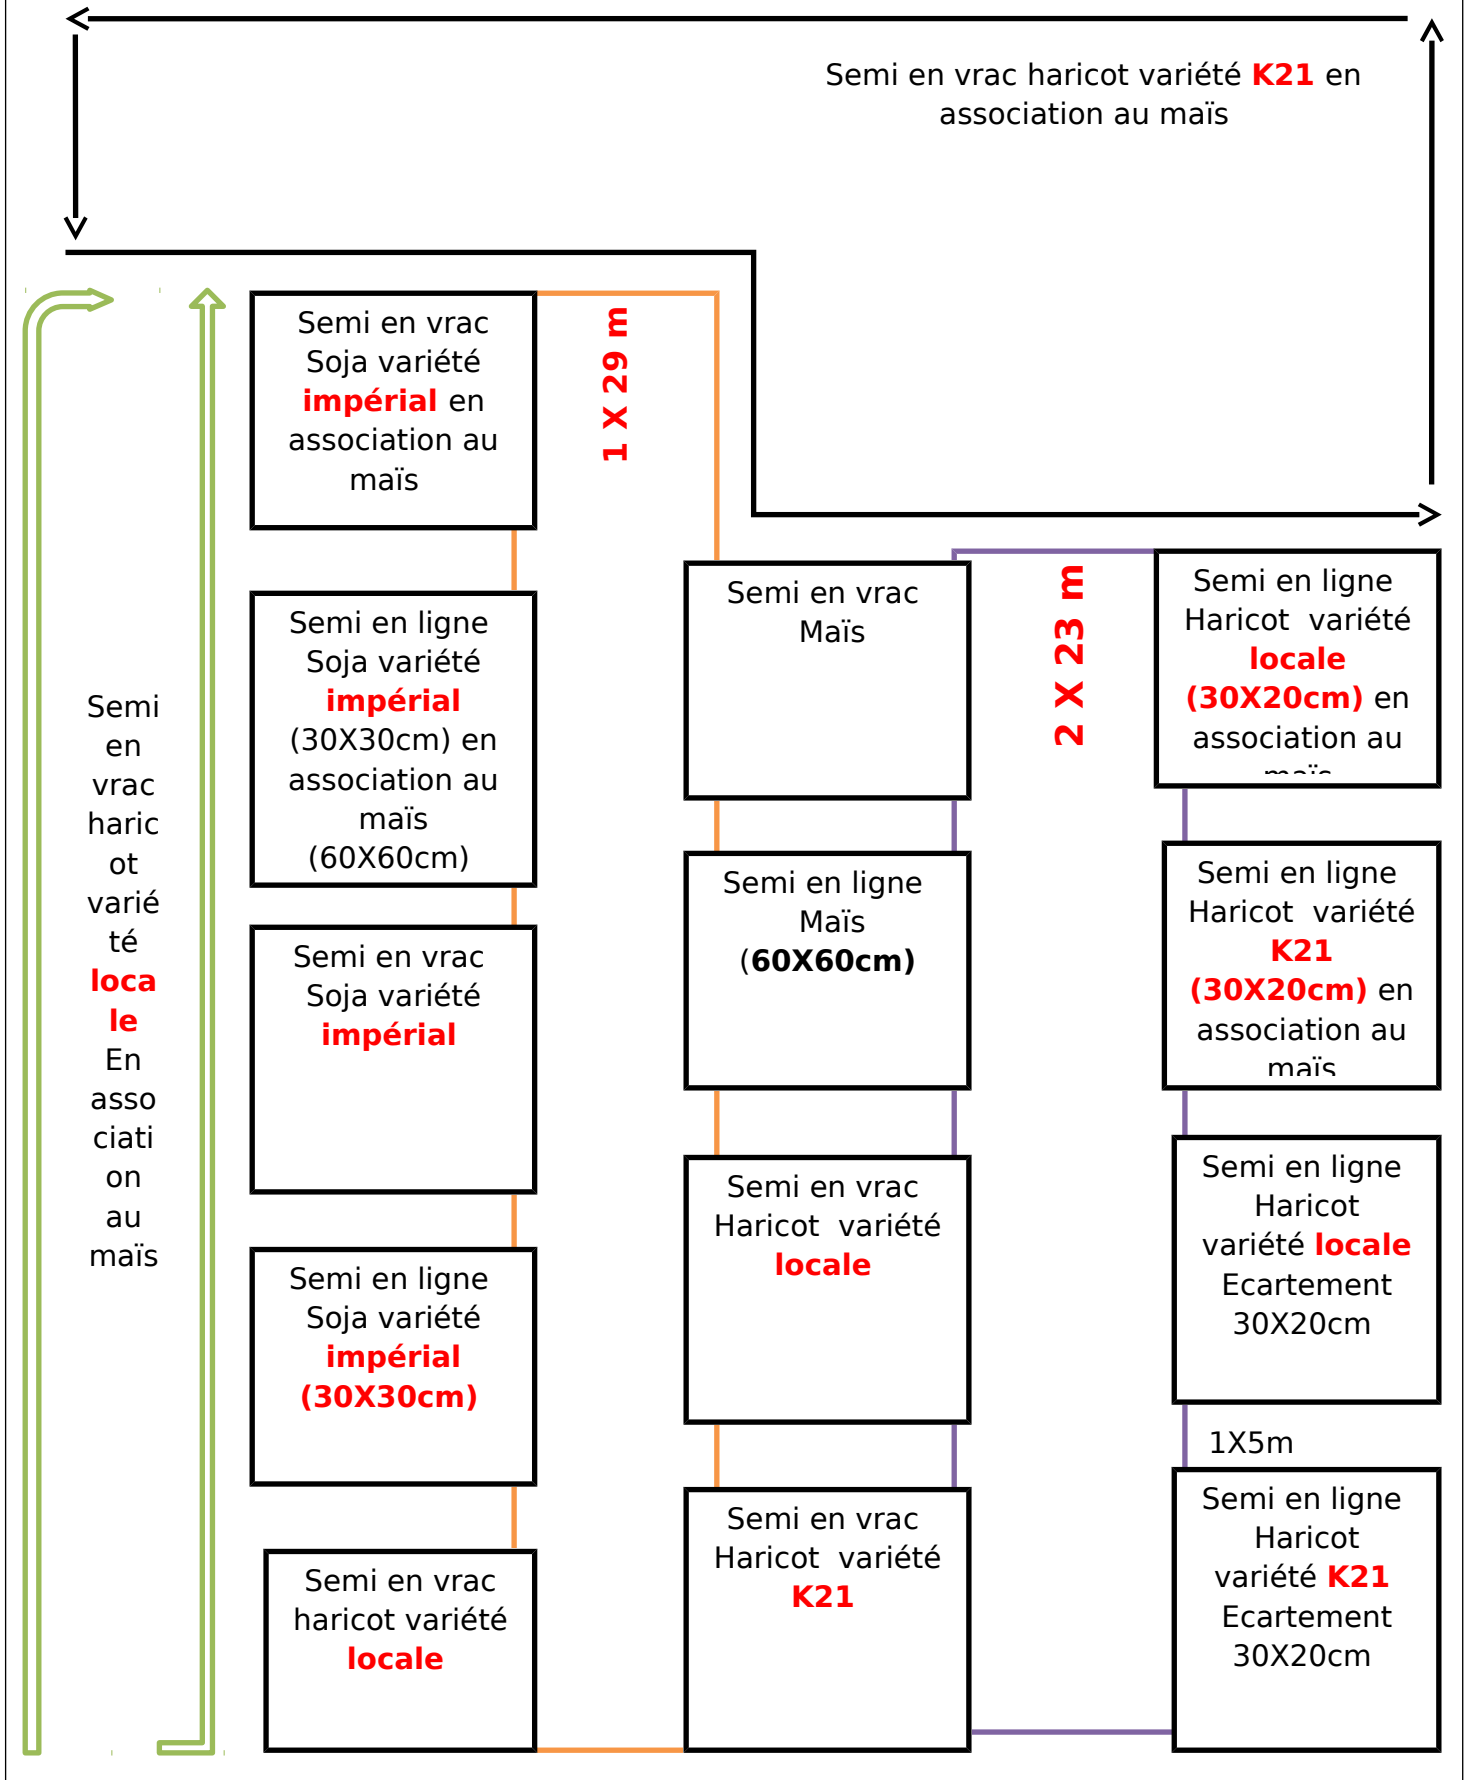 Semi en vrac haricot variété K21 en
association au maïs
Semi
en
vrac
haric
ot
varié
té
loca
le
En
asso
ciati
on
au
maïs
Semi en vrac
Soja variété
impérial en
association au
maïs
1 X 29 m
Semi en ligne
Soja variété
impérial
(30X30cm) en
association au
maïs
(60X60cm)
Semi en vrac
Soja variété
impérial
Semi en ligne
Soja variété
impérial
(30X30cm)
Semi en vrac
haricot variété
locale
Semi en vrac
Maïs
Semi en ligne
Maïs
(60X60cm)
Semi en vrac
Haricot  variété
locale
Semi en vrac
Haricot  variété
K21
2 X 23 m
Semi en ligne
Haricot  variété
locale
(30X20cm) en
association au
maïs
Semi en ligne
Haricot  variété
K21
(30X20cm) en
association au
maïs
Semi en ligne
Haricot
variété locale
Ecartement
30X20cm
1X5m
Semi en ligne
Haricot
variété K21
Ecartement
30X20cm